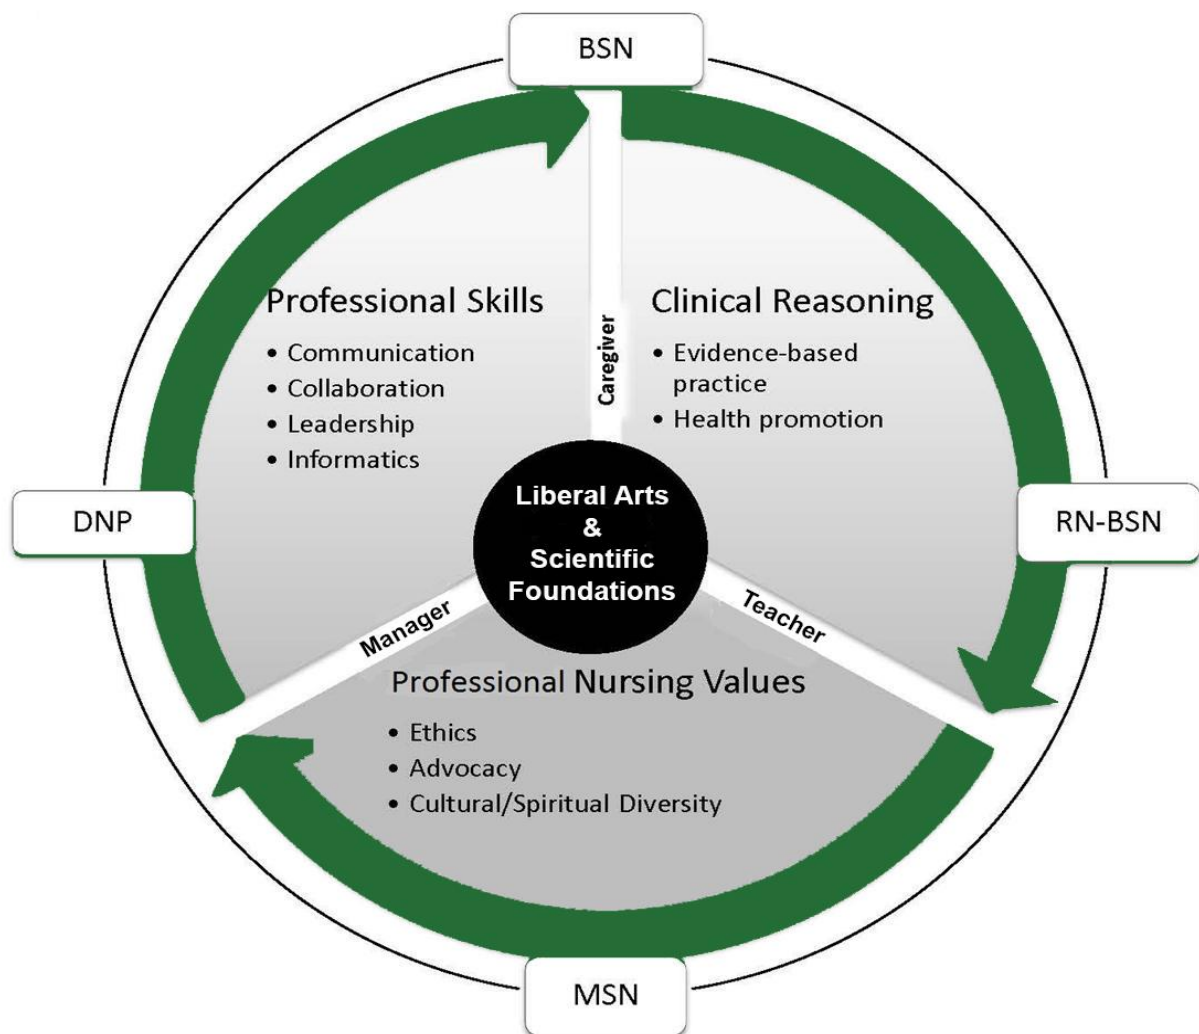 BSN
Professional Skills
• Communication
• Collaboration
• Leadership
• Informatics
Caregiver
Clinical Reasoning
• Evidence-based
practice
• Health promotion
DNP
Liberal Arts
&
Scientific
Foundations
RN-BSN
Manager
Teacher
Professional Nursing Values
• Ethics
• Advocacy
• Cultural/Spiritual Diversity
MSN